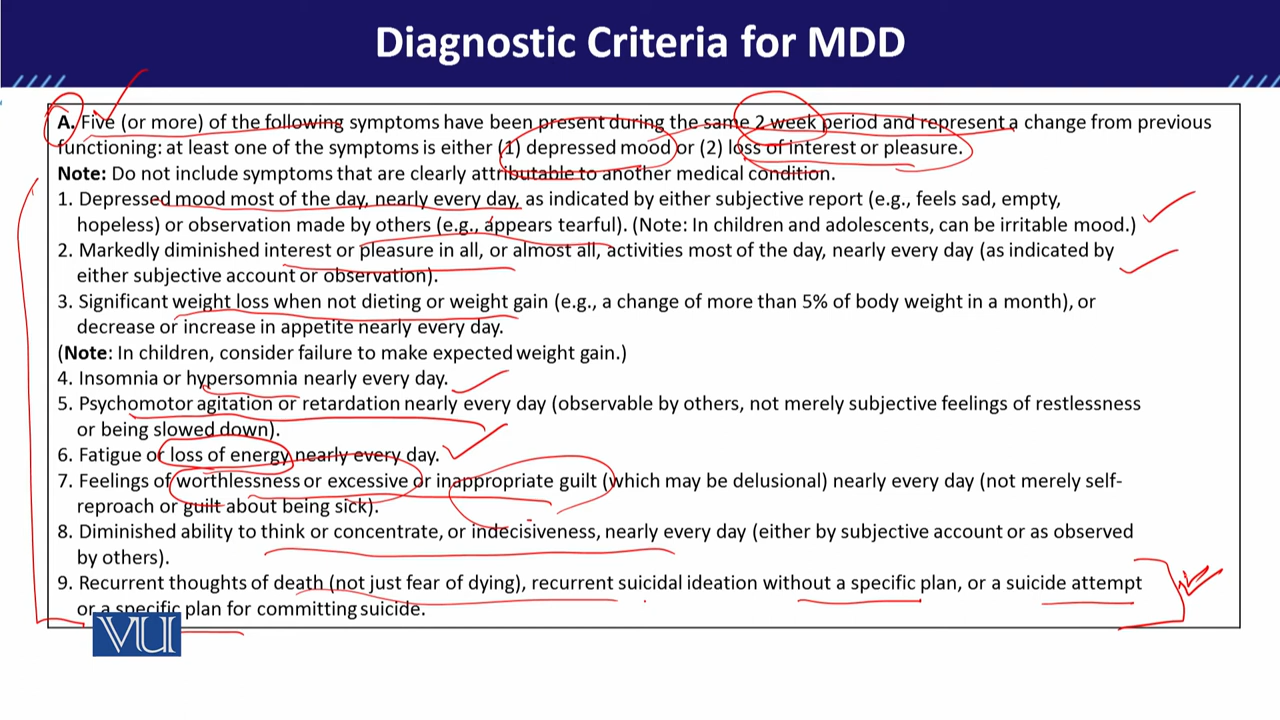 Diagnostic Criteria for MDD
A. Five (or more) of the following symptoms have been present during the same 2 week period and represent a change from previous
functioning: at least one of the symptoms is either (1) depressed mood or (2) loss of interest or pleasure.
Note: Do not include symptoms that are clearly attributable to another medical condition.
1. Depressed mood most of the day, nearly every day, as indicated by either subjective report (e.g., feels sad, empty,
hopeless) or observation made by others (e.g., appears tearful). (Note: In children and adolescents, can be irritable mood.)
2. Markedly diminished interest or pleasure in all, or almost all, activities most of the day, nearly every day (as indicated by
either subjective account or observation).
3. Significant weight loss when not dieting or weight gain (e.g., a change of more than 5% of body weight in a month), or
decrease or increase in appetite nearly every day.
(Note: In children, consider failure to make expected weight gain.)
4. Insomnia or hypersomnia nearly every day.
5. Psychomotor agitation or retardation nearly every day (observable by others, not merely subjective feelings of restlessness
or being slowed down).
6. Fatigue or loss of energy nearly every day.
7. Feelings of worthlessness or excessive or inappropriate guilt (which may be delusional) nearly every day (not merely self-
reproach or guilt about being sick).
8. Diminished ability to think or concentrate, or indecisiveness, nearly every day (either by subjective account or as observed
by others).
9. Recurrent thoughts of death (not just fear of dying), recurrent suicidal ideation without a specific plan, or a suicide attempt
or a specific plan for committing suicide.
VU